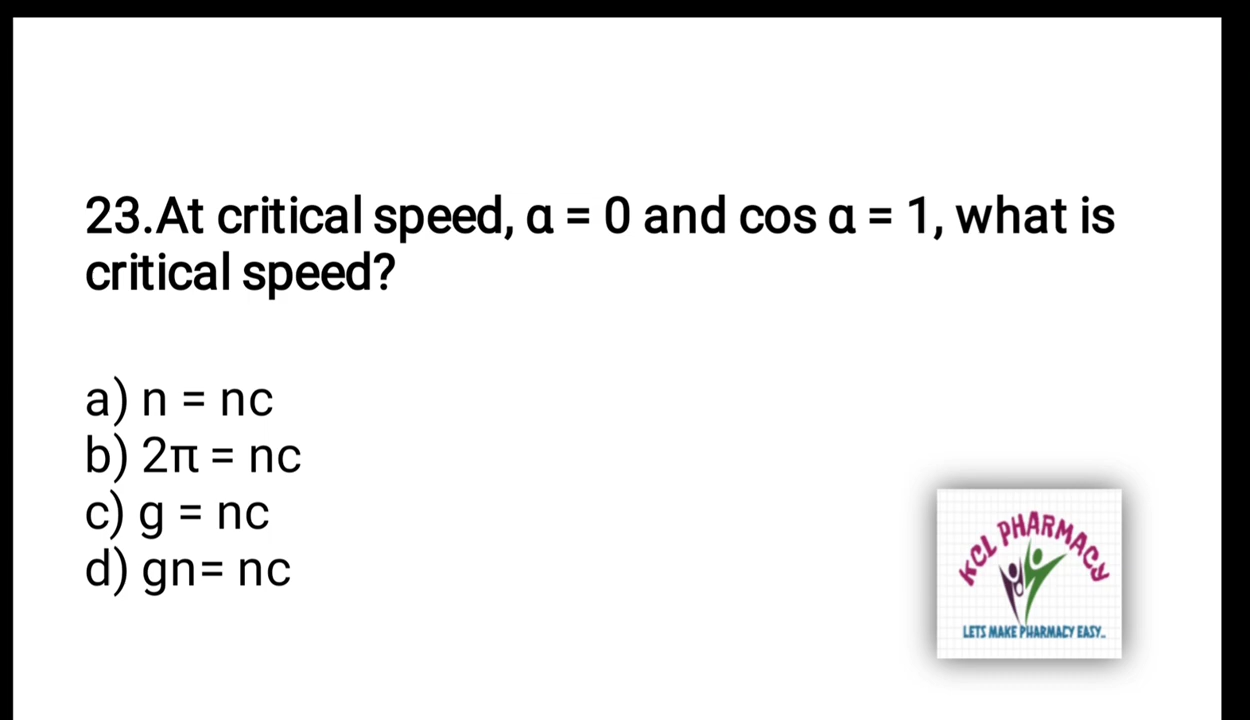 23.At critical speed, α = 0 and cos α = 1, what is
critical speed?
a) n = nc
b) 2π = nc
c) g = nc
d) gn= nc
KCL PHARMACY
LETS MAKE PHARMACY EASY..